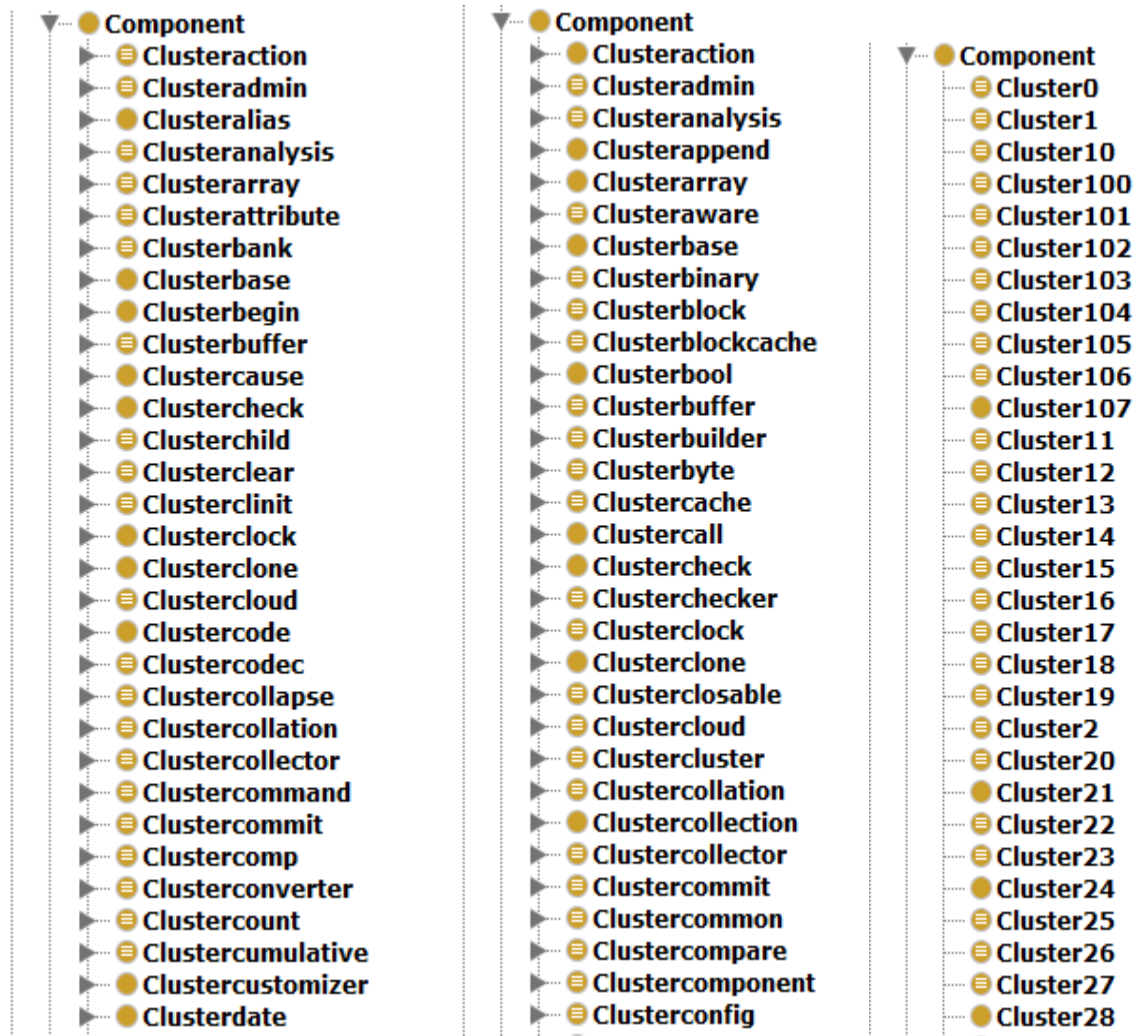 Component
Clusteraction
Clusteradmin
Clusteralias
Clusteranalysis
Clusterarray
Clusterattribute
Clusterbank
Clusterbase
Clusterbegin
Clusterbuffer
Clustercause
Clustercheck
Clusterchild
Clusterclear
Clusterclinit
Clusterclock
Clusterclone
Clustercloud
Clustercode
Clustercodec
Clustercollapse
Clustercollation
Clustercollector
Clustercommand
Clustercommit
Clustercomp
Clusterconverter
Clustercount
Clustercumulative
Clustercustomizer
Clusterdate
Component
Clusteraction
Clusteradmin
Clusteranalysis
Clusterappend
Clusterarray
Clusteraware
Clusterbase
Clusterbinary
Clusterblock
Clusterblockcache
Clusterbool
Clusterbuffer
Clusterbuilder
Clusterbyte
Clustercache
Clustercall
Clustercheck
Clusterchecker
Clusterclock
Clusterclone
Clusterclosable
Clustercloud
Clustercluster
Clustercollation
Clustercollection
Clustercollector
Clustercommit
Clustercommon
Clustercompare
Clustercomponent
Clusterconfig
Component
Cluster0
Cluster1
Cluster10
Cluster100
Cluster101
Cluster102
Cluster103
Cluster104
Cluster105
Cluster106
Cluster107
Cluster11
Cluster12
Cluster13
Cluster14
Cluster15
Cluster16
Cluster17
Cluster18
Cluster19
Cluster2
Cluster20
Cluster21
Cluster22
Cluster23
Cluster24
Cluster25
Cluster26
Cluster27
Cluster28